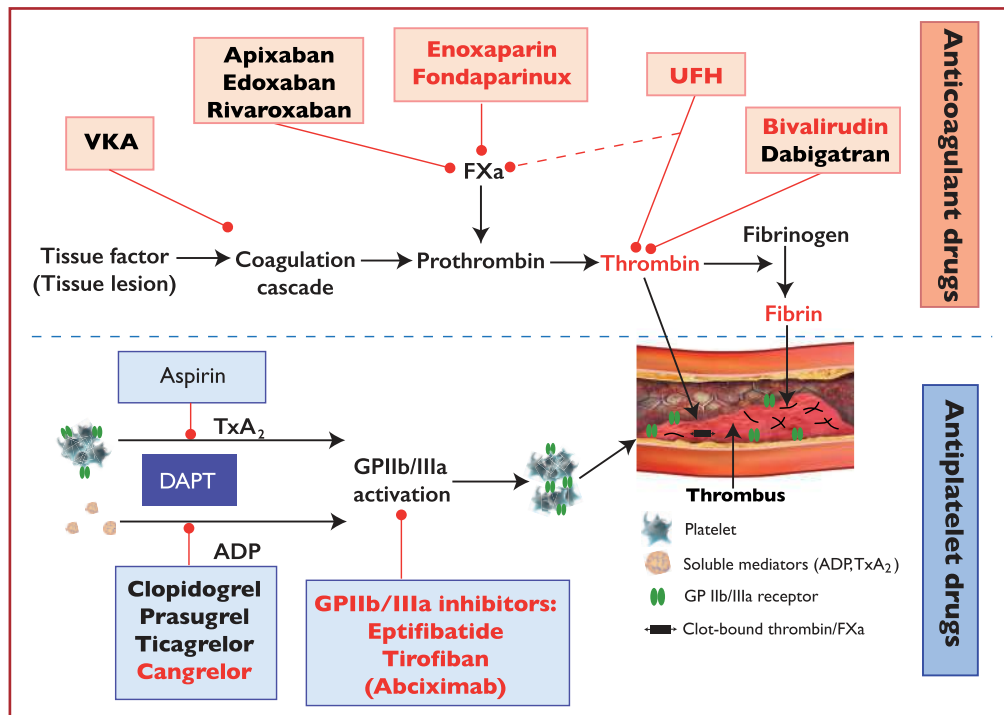 Apixaban
Edoxaban
Rivaroxaban
Enoxaparin
Fondaparinux
UFH
VKA
Bivalirudin
Dabigatran
FXa
Tissue factor
(Tissue lesion)
Coagulation
cascade
Prothrombin
Thrombin
Fibrinogen
Fibrin
Anticoagulant drugs
Aspirin
TxA₂
DAPT
GPIIb/IIIa
activation
ADP
Clopidogrel
Prasugrel
Ticagrelor
Cangrelor
GPIIb/IIIa inhibitors:
Eptifibatide
Tirofiban
(Abciximab)
Thrombus
Platelet
Soluble mediators (ADP,TxA₂)
GP IIb/IIIa receptor
Clot-bound thrombin/FXa
Antiplatelet drugs